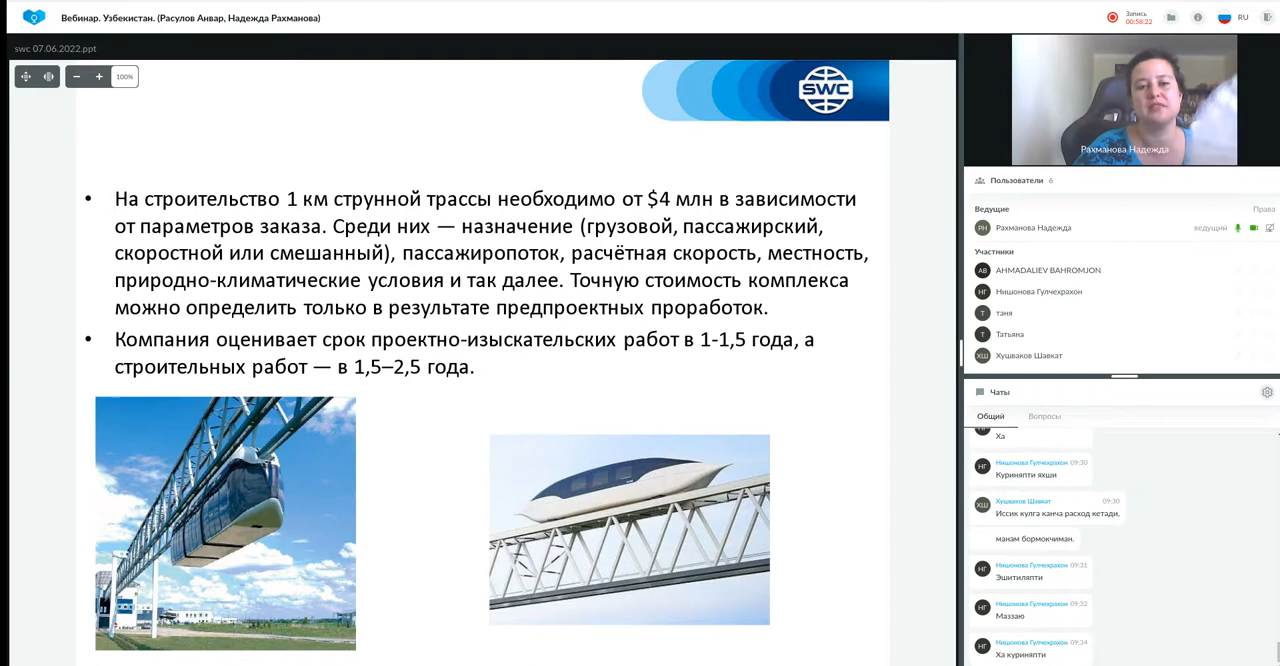 Вебинар. Узбекистан. (Расулов Анвар, Надежда Рахманова)
Запись
00:58:22
RU
swc 07.06.2022.ppt
100%
SWC
На строительство 1 км струнной трассы необходимо от $4 млн в зависимости
от параметров заказа. Среди них — назначение (грузовой, пассажирский,
скоростной или смешанный), пассажиропоток, расчётная скорость, местность,
природно-климатические условия и так далее. Точную стоимость комплекса
можно определить только в результате предпроектных проработок.
Компания оценивает срок проектно-изыскательских работ в 1-1,5 года, а
строительных работ — в 1,5–2,5 года.
Рахманова Надежда
Пользователи 6
Ведущие Права
РН Рахманова Надежда ведущий
Участники
АВ AHMADALIEV BAHROMJON
НГ Нишонова Гулчехрахон
Т таня
Т Татьяна
ХШ Хушваков Шавкат
Чаты
Общий Вопросы
Ха
НГ Нишонова Гулчехрахон 09:30
Куриняпти яхши
ХШ Хушваков Шавкат 09:30
Иссик кулга канча расход кетади,
манам бормокчиман.
НГ Нишонова Гулчехрахон 09:31
Эшитиляпти
НГ Нишонова Гулчехрахон 09:32
Маззаю
НГ Нишонова Гулчехрахон 09:34
Ха куриняпти